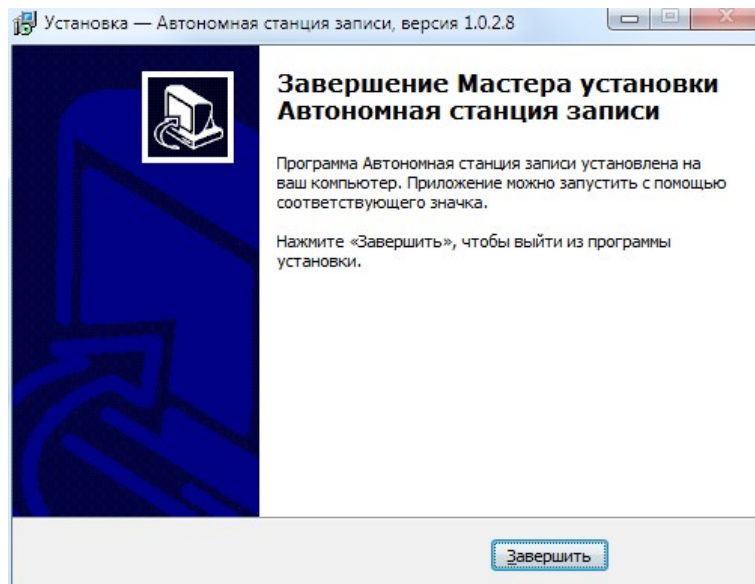 Установка — Автономная станция записи, версия 1.0.2.8
Завершение Мастера установки
Автономная станция записи
Программа Автономная станция записи установлена на
ваш компьютер. Приложение можно запустить с помощью
соответствующего значка.
Нажмите «Завершить», чтобы выйти из программы
установки.
Завершить